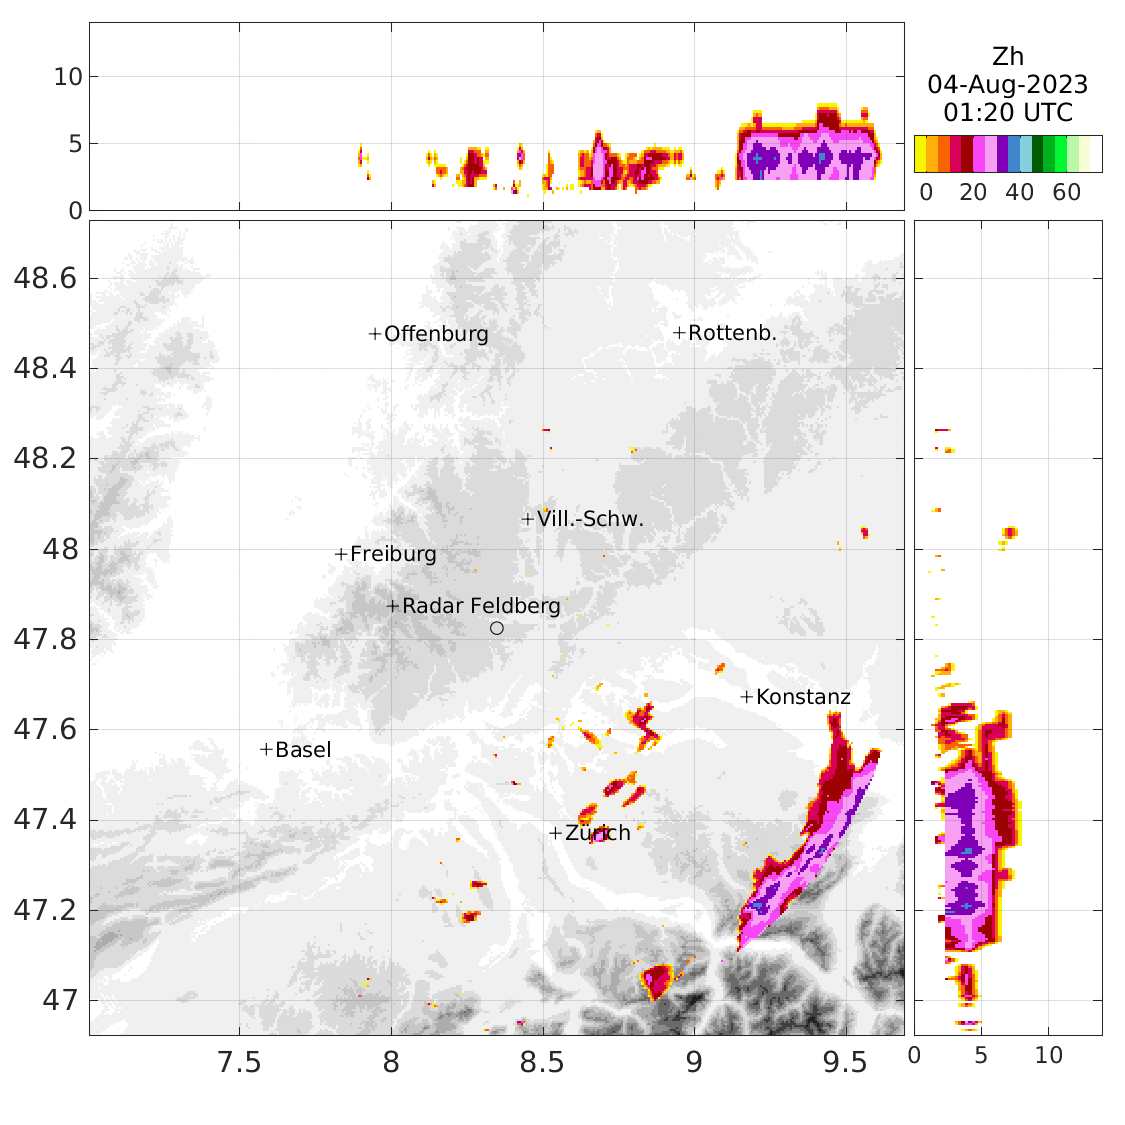 10
5
0
Zh
04-Aug-2023
01:20 UTC
0 20 40 60
48.6
48.4
48.2
48
47.8
47.6
47.4
47.2
47
+Offenburg
+Rottenb.
+Vill.-Schw.
+Freiburg
+Radar Feldberg
+Konstanz
+Basel
+Zürich
7.5 8 8.5 9 9.5
0 5 10